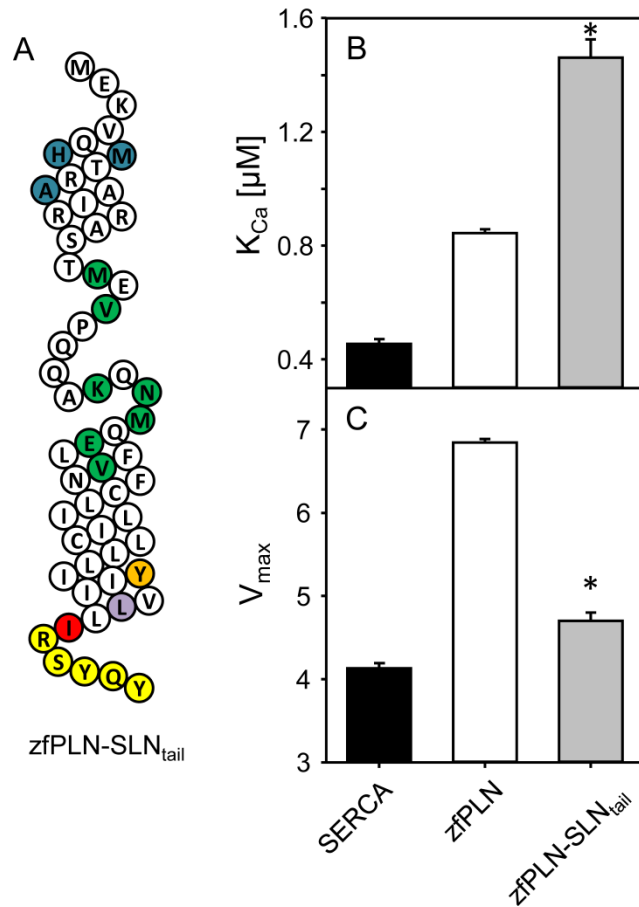 A
M
E
K
V
H Q M
A R T
R I A
S A R
T M E
V
P
Q
Q
A K Q N
L E Q M
N V F
I L C F
C I L
I L L L
I I Y
I L L V
R
S Y Q Y
zfPLN-SLNtail
B
KCa [µM]
1.6
1.2
0.8
0.4
*
C
Vmax
7
6
5
4
3
*
SERCA
zfPLN
zfPLN-SLNtail